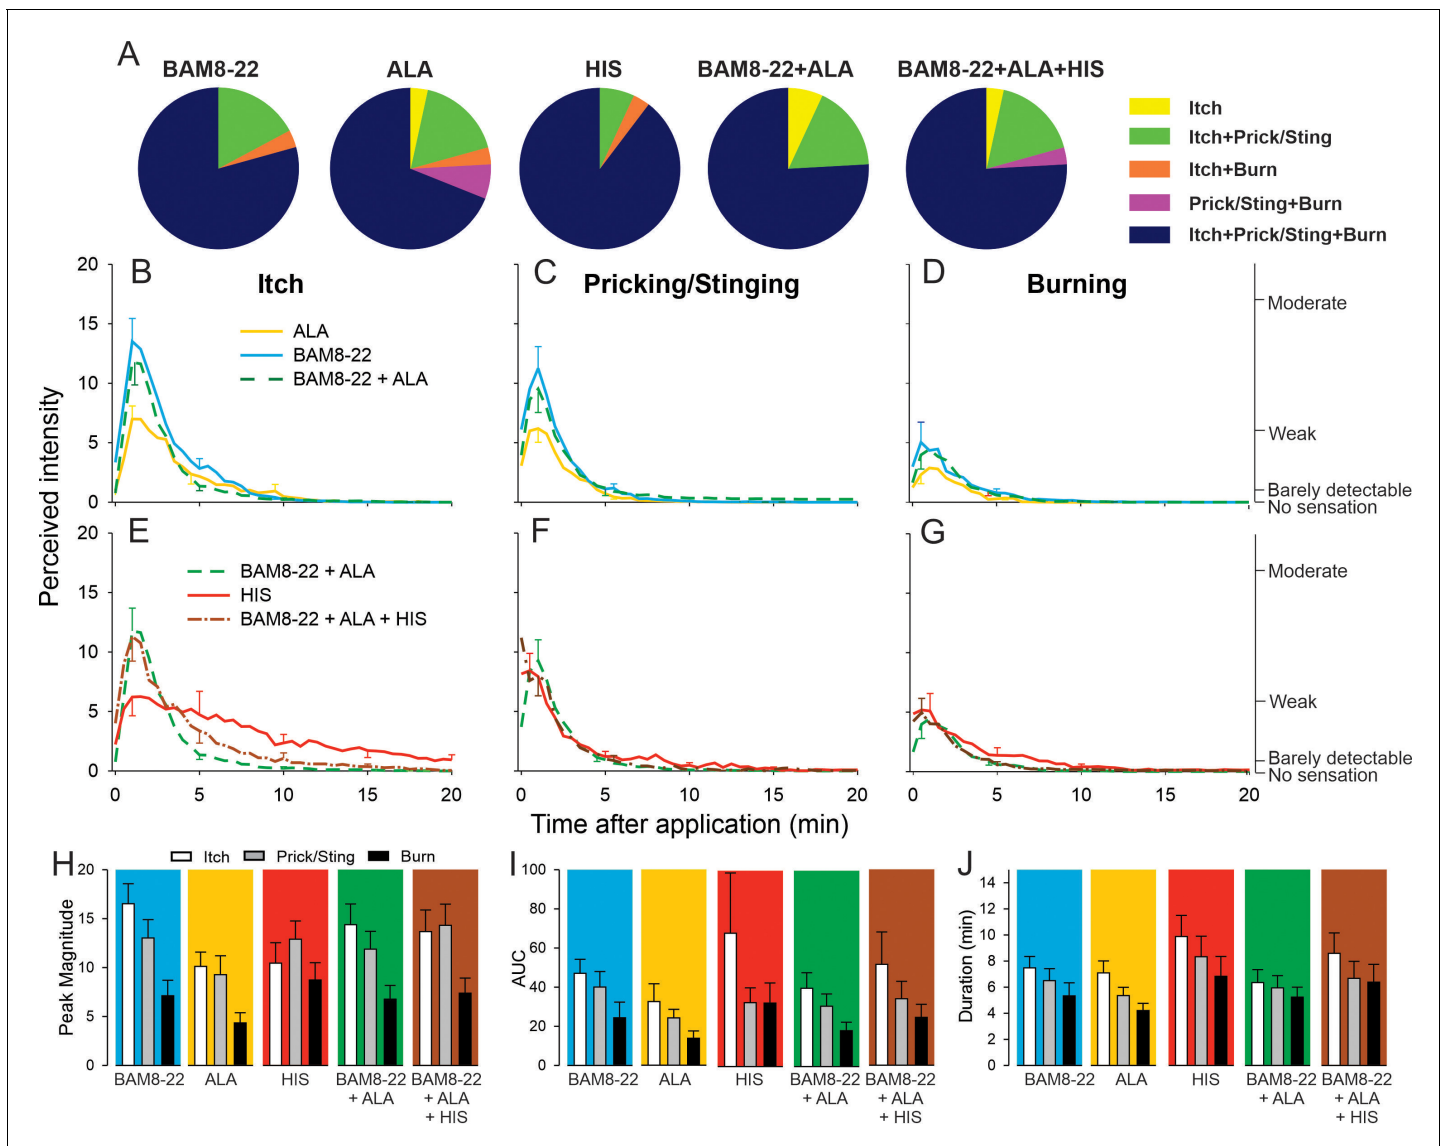 A
BAM8-22
ALA
HIS
BAM8-22+ALA
BAM8-22+ALA+HIS
Itch
Itch+Prick/Sting
Itch+Burn
Prick/Sting+Burn
Itch+Prick/Sting+Burn
Perceived intensity
B
Itch
20
15
10
5
0
ALA
BAM8-22
BAM8-22 + ALA
C
Pricking/Stinging
D
Burning
Moderate
Weak
Barely detectable
No sensation
E
20
15
10
5
0
BAM8-22 + ALA
HIS
BAM8-22 + ALA + HIS
0 5 10 15 20
F
0 5 10 15 20
G
0 5 10 15 20
Moderate
Weak
Barely detectable
No sensation
Time after application (min)
H
Itch Prick/Sting Burn
Peak Magnitude
20
15
10
5
0
BAM8-22
ALA
HIS
BAM8-22
+ ALA
BAM8-22
+ ALA
+ HIS
I
AUC
100
80
60
40
20
0
BAM8-22
ALA
HIS
BAM8-22
+ ALA
BAM8-22
+ ALA
+ HIS
J
Duration (min)
14
12
10
8
6
4
2
0
BAM8-22
ALA
HIS
BAM8-22
+ ALA
BAM8-22
+ ALA
+ HIS